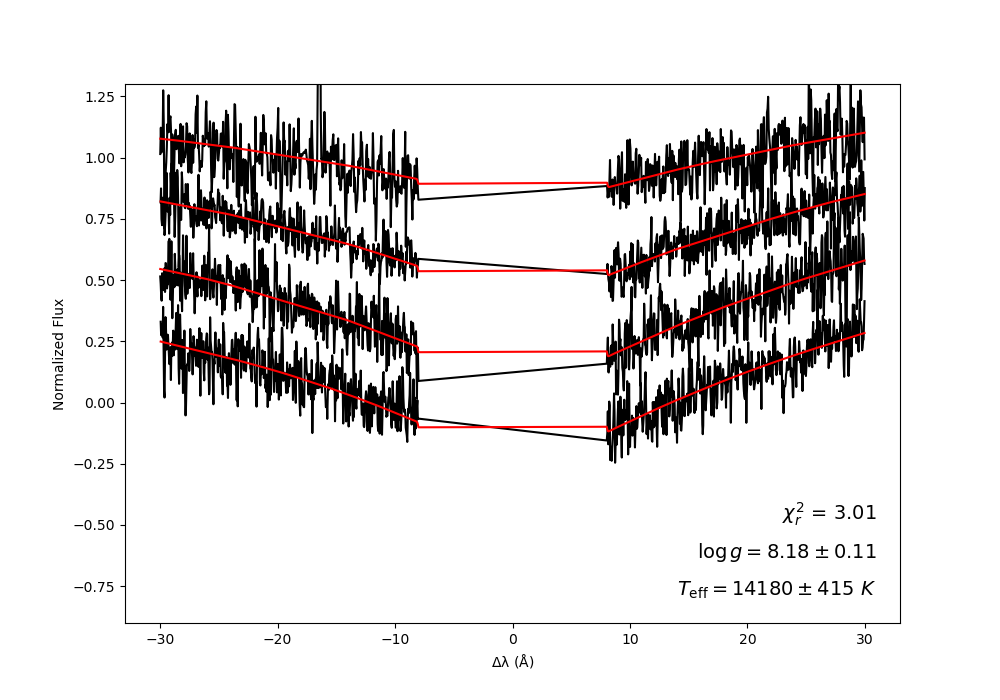 1.25
1.00
0.75
0.50
0.25
0.00
−0.25
−0.50
−0.75
Normalized Flux
χ²ᵣ = 3.01
log g = 8.18 ± 0.11
T_eff = 14180 ± 415 K
−30 −20 −10 0 10 20 30
Δλ (Å)